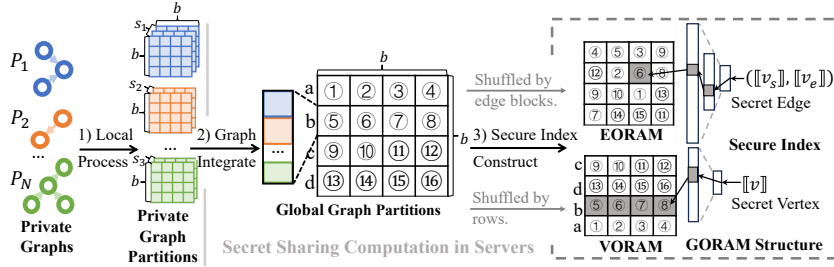 P1
P2
...
PN
Private
Graphs
1) Local
Process
s1
b
b
s2
b
...
s3
b
Private
Graph
Partitions
2) Graph
Integrate
...
b
a
b
c
d
① ② ③ ④
⑤ ⑥ ⑦ ⑧
⑨ ⑩ ⑪ ⑫
⑬ ⑭ ⑮ ⑯
b
Global Graph Partitions
Secret Sharing Computation in Servers
Shuffled by
edge blocks.
3) Secure Index
Construct
Shuffled by
rows.
④ ⑤ ③ ⑨
⑫ ② ⑥ ⑧
⑨ ⑩ ① ⑬
⑦ ⑭ ⑮ ⑪
EORAM
(⟦vs⟧, ⟦ve⟧)
Secret Edge
Secure Index
c ⑨ ⑩ ⑪ ⑫
d ⑬ ⑭ ⑮ ⑯
b ⑤ ⑥ ⑦ ⑧
a ① ② ③ ④
VORAM
⟦v⟧
Secret Vertex
GORAM Structure